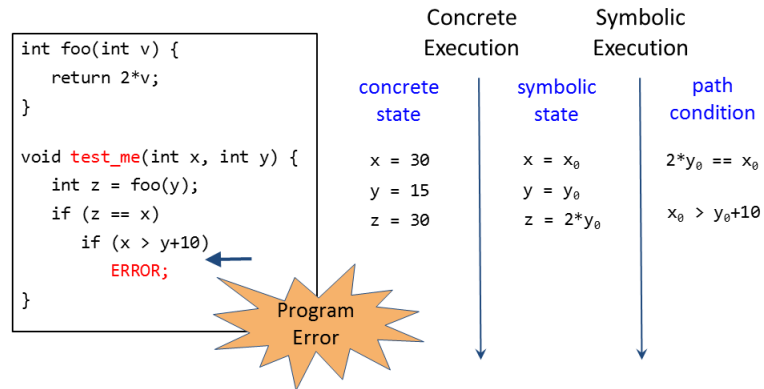 int foo(int v) {
return 2*v;
}
void test_me(int x, int y) {
int z = foo(y);
if (z == x)
if (x > y+10)
ERROR;
}
Program
Error
Concrete
Execution
Symbolic
Execution
concrete
state
symbolic
state
path
condition
x = 30
y = 15
z = 30
x = x₀
y = y₀
z = 2*y₀
2*y₀ == x₀
x₀ > y₀+10